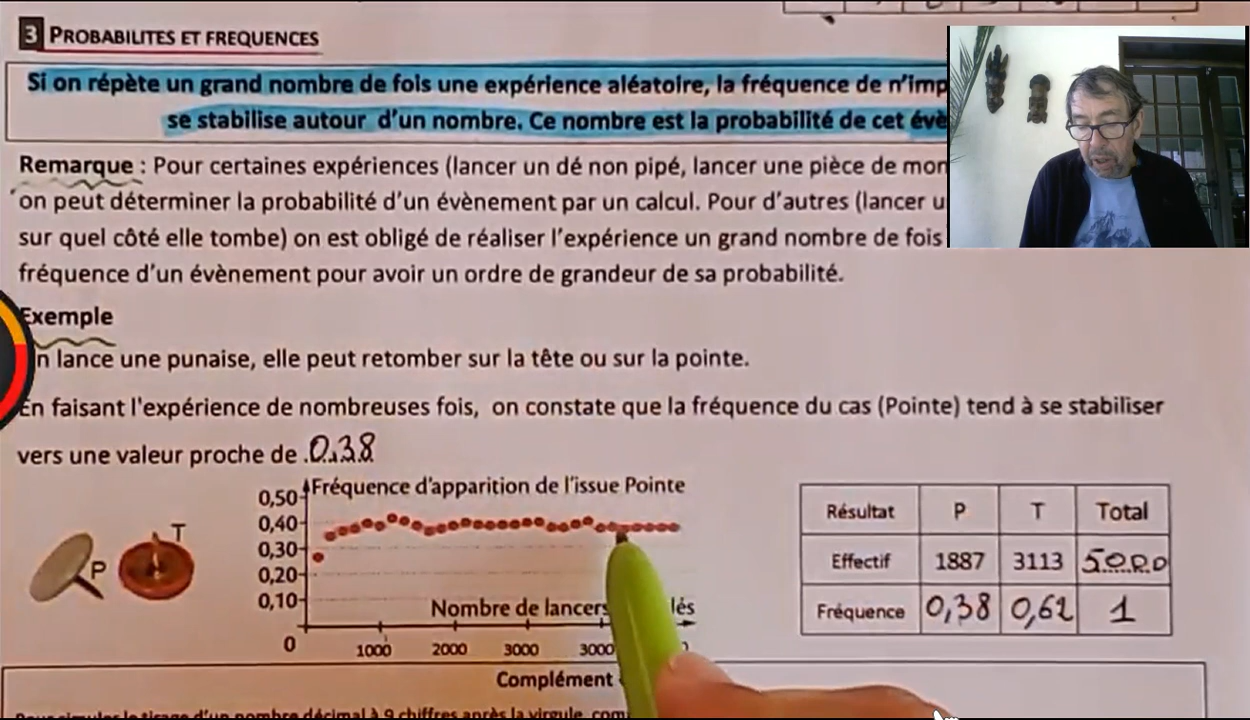 3 PROBABILITES ET FREQUENCES
Si on répète un grand nombre de fois une expérience aléatoire, la fréquence de n'imp
se stabilise autour d'un nombre. Ce nombre est la probabilité de cet évè
Remarque : Pour certaines expériences (lancer un dé non pipé, lancer une pièce de mon
on peut déterminer la probabilité d'un évènement par un calcul. Pour d'autres (lancer u
sur quel côté elle tombe) on est obligé de réaliser l'expérience un grand nombre de fois
fréquence d'un évènement pour avoir un ordre de grandeur de sa probabilité.
Exemple
n lance une punaise, elle peut retomber sur la tête ou sur la pointe.
En faisant l'expérience de nombreuses fois, on constate que la fréquence du cas (Pointe) tend à se stabiliser
vers une valeur proche de 0.38
Fréquence d'apparition de l'issue Pointe
0,50
0,40
0,30
0,20
0,10
0
Nombre de lancers lés
1000 2000 3000 3000
P
T
Résultat P T Total
Effectif 1887 3113 5000
Fréquence 0,38 0,62 1
Complément